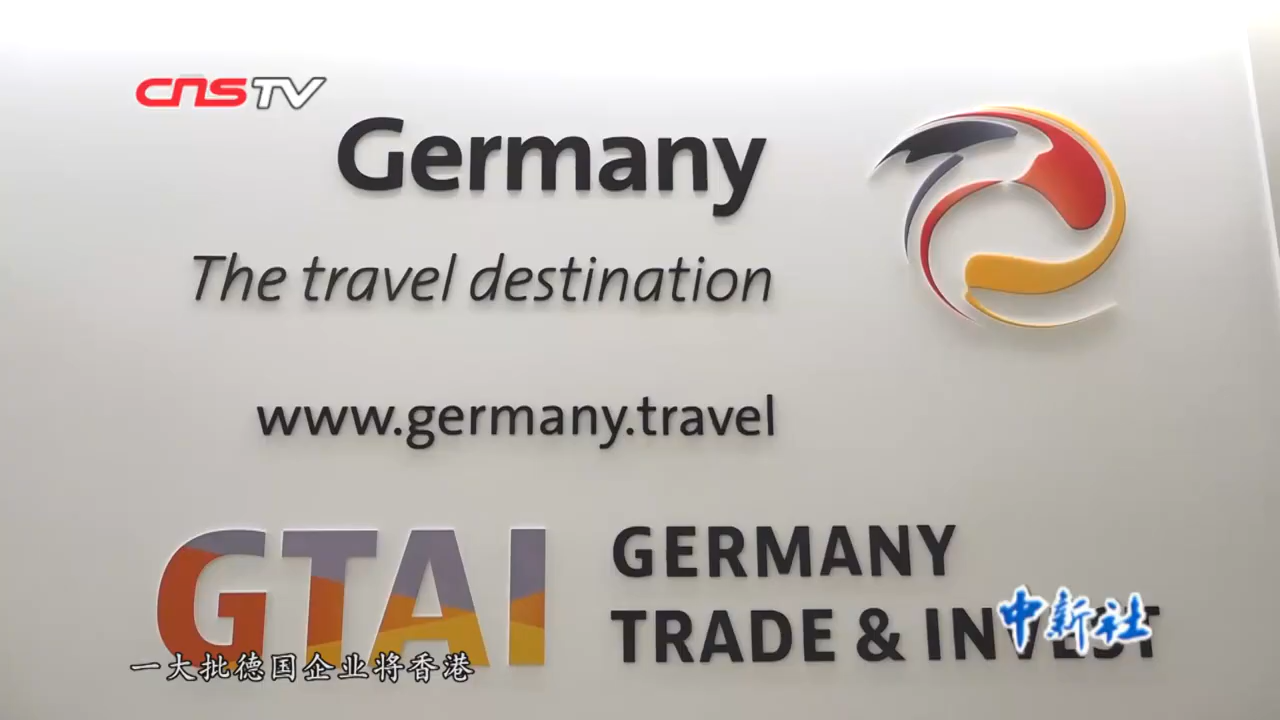 CNSTV
Germany
The travel destination
www.germany.travel
GTAI
GERMANY
TRADE & INVEST
中新社
一大批德国企业将香港